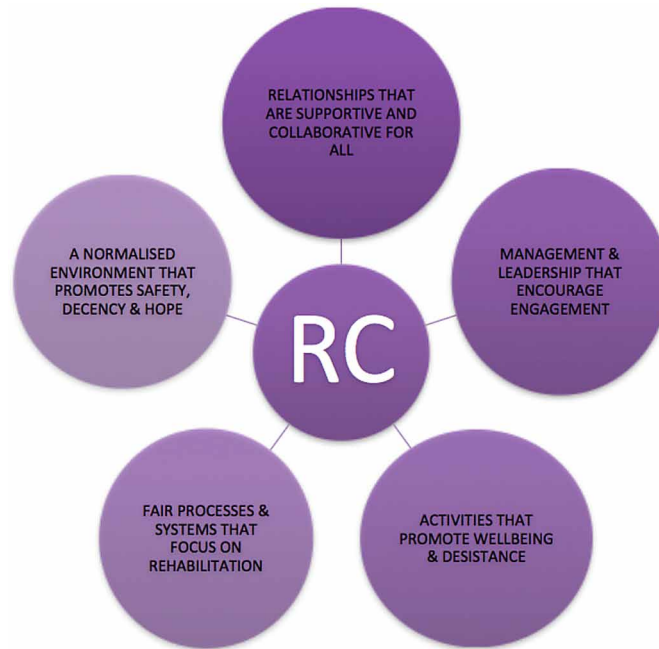 RELATIONSHIPS THAT
ARE SUPPORTIVE AND
COLLABORATIVE FOR
ALL
MANAGEMENT &
LEADERSHIP THAT
ENCOURAGE
ENGAGEMENT
ACTIVITIES THAT
PROMOTE WELLBEING
& DESISTANCE
FAIR PROCESSES &
SYSTEMS THAT
FOCUS ON
REHABILITATION
A NORMALISED
ENVIRONMENT THAT
PROMOTES SAFETY,
DECENCY & HOPE
RC